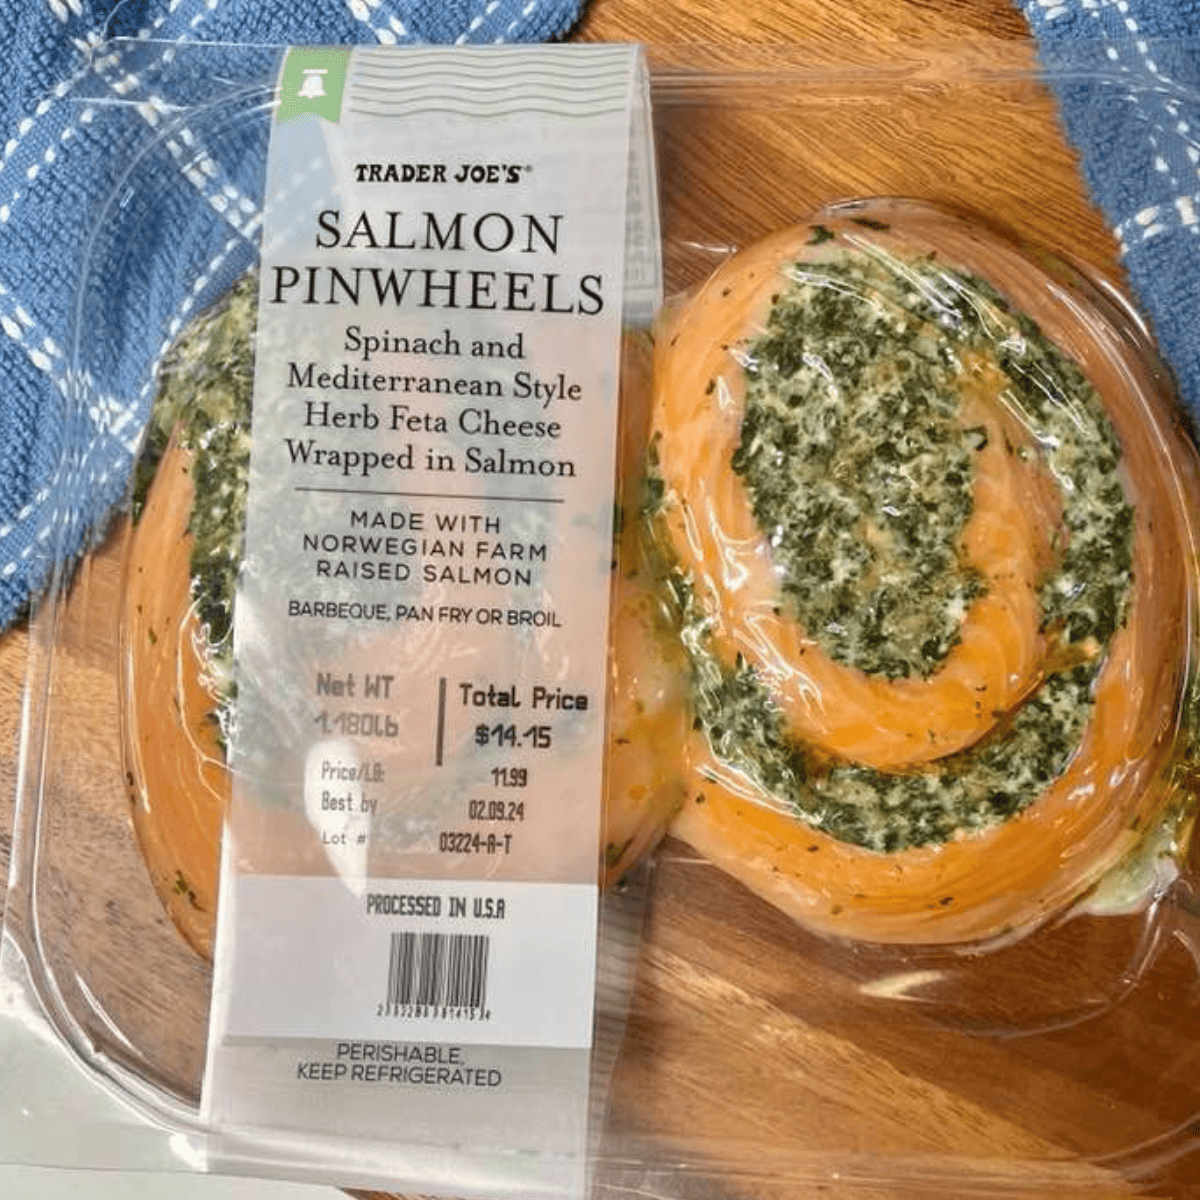 TRADER JOE'S®
SALMON
PINWHEELS
Spinach and
Mediterranean Style
Herb Feta Cheese
Wrapped in Salmon
MADE WITH
NORWEGIAN FARM
RAISED SALMON
BARBEQUE, PAN FRY OR BROIL
Net WT Total Price
1.180Lb $14.15
Price/LB: 11.99
Best by 02.09.24
Lot # 03224-A-T
PROCESSED IN U.S.A
PERISHABLE,
KEEP REFRIGERATED